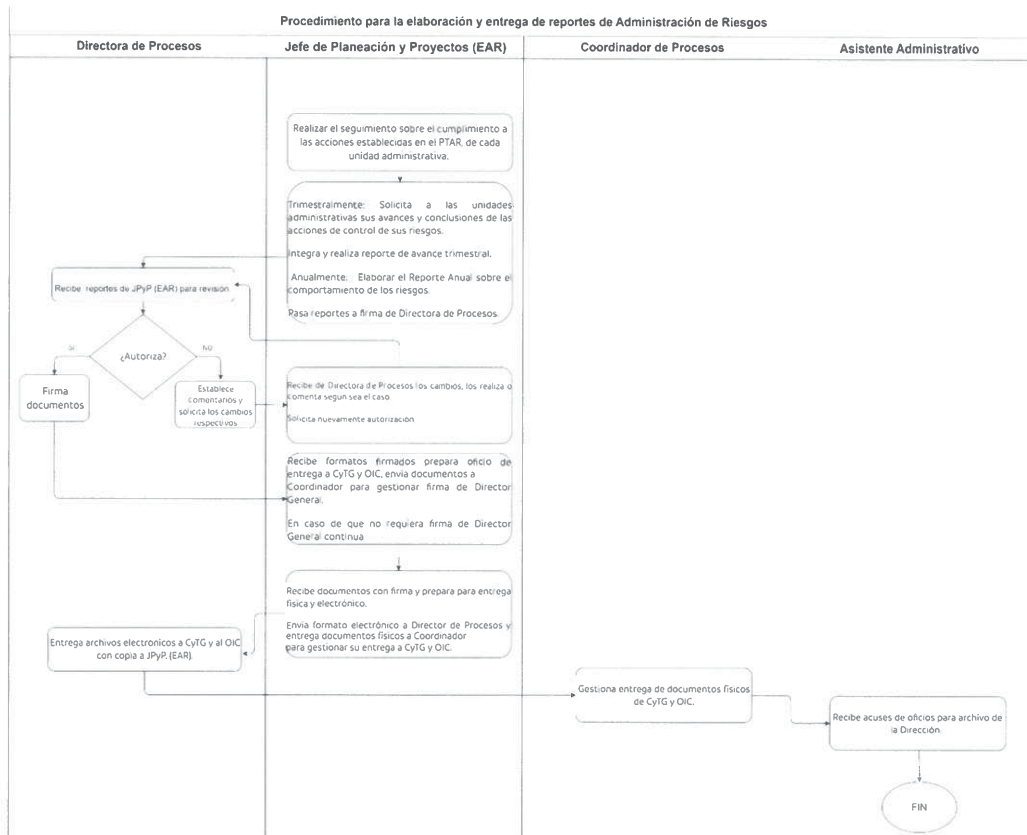 Procedimiento para la elaboración y entrega de reportes de Administración de Riesgos
Directora de Procesos
Jefe de Planeación y Proyectos (EAR)
Coordinador de Procesos
Asistente Administrativo
Realizar el seguimiento sobre el cumplimiento a
las acciones establecidas en el PTAR, de cada
unidad administrativa.
Trimestralmente: Solicita a las unidades
administrativas sus avances y conclusiones de las
acciones de control de sus riesgos.
Integra y realiza reporte de avance trimestral.
Anualmente: Elaborar el Reporte Anual sobre el
comportamiento de los riesgos.
Pasa reportes a firma de Directora de Procesos.
Recibe reportes de JPyP (EAR) para revisión.
¿Autoriza?
SI
NO
Firma
documentos
Establece
comentarios y
solicita los cambios
respectivos
Recibe de Directora de Procesos los cambios, los realiza o
comenta según sea el caso.
Solicita nuevamente autorización
Recibe formatos firmados prepara oficio de
entrega a CyTG y OIC, envia documentos a
Coordinador para gestionar firma de Director
General.
En caso de que no requiera firma de Director
General continua
Recibe documentos con firma y prepara para entrega
física y electrónico.
Envia formato electrónico a Director de Procesos y
entrega documentos físicos a Coordinador
para gestionar su entrega a CyTG y OIC.
Entrega archivos electronicos a CyTG y al OIC
con copia a JPyP. (EAR).
Gestiona entrega de documentos físicos
de CyTG y OIC.
Recibe acuses de oficios para archivo de
la Dirección.
FIN